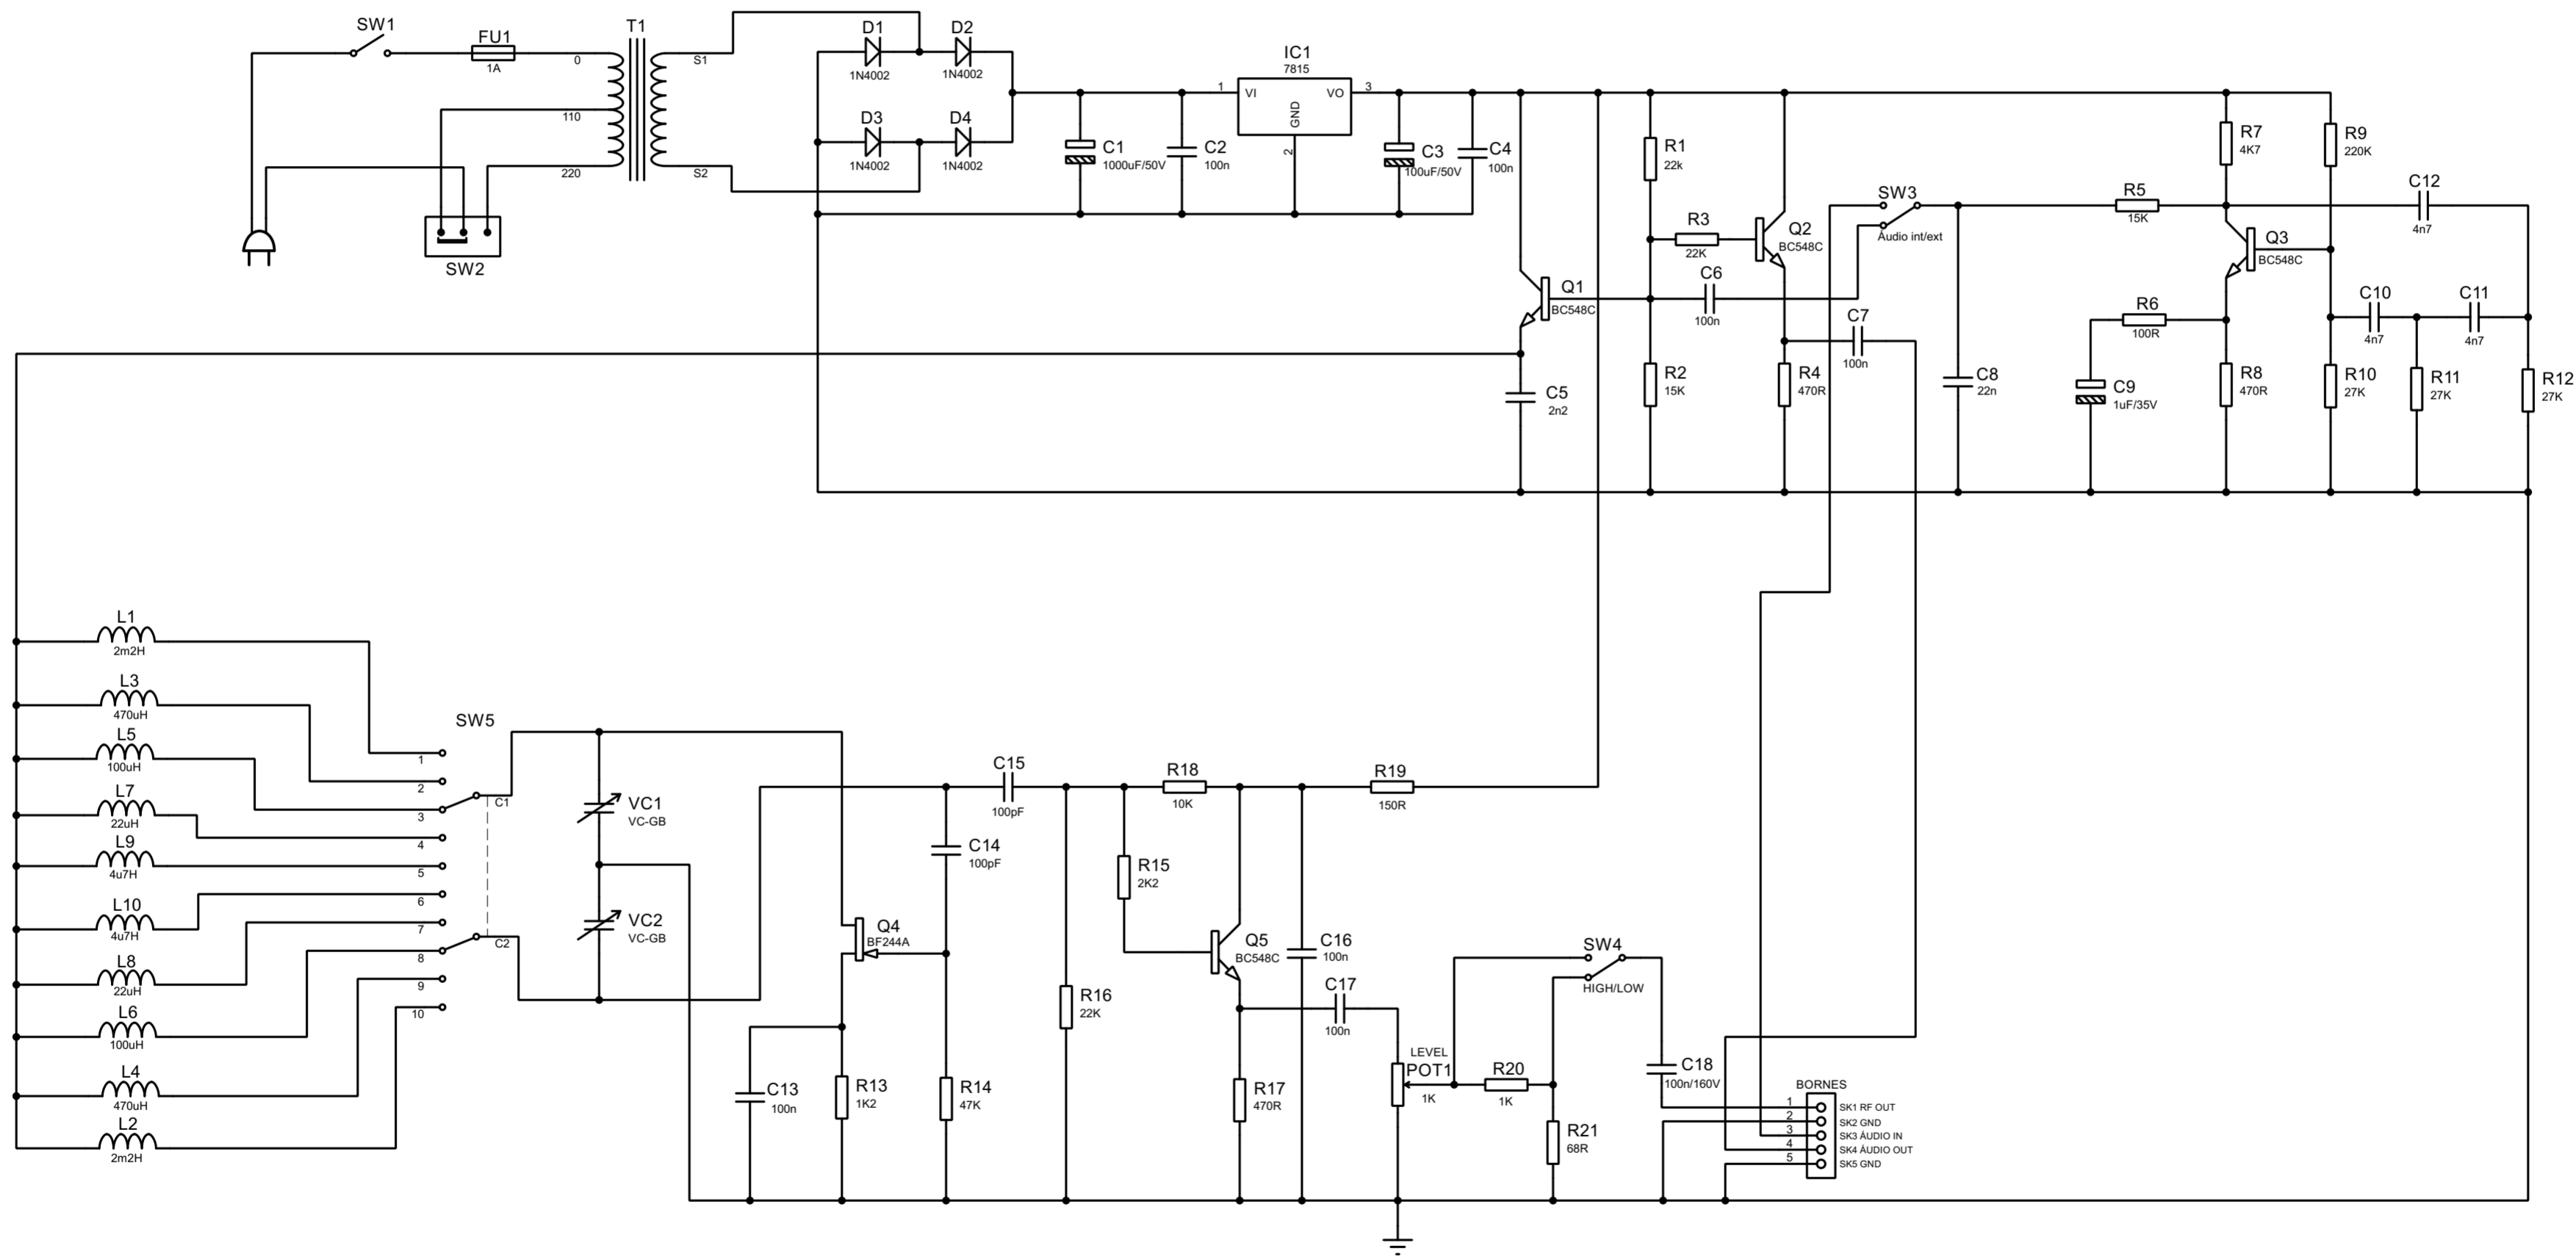 SW1
FU1
1A
T1
0
110
220
S1
S2
SW2
D1
1N4002
D2
1N4002
D3
1N4002
D4
1N4002
C1
1000uF/50V
C2
100n
IC1
7815
1
VI
VO
3
GND
2
C3
100uF/50V
C4
100n
Q1
BC548C
C5
2n2
R1
22k
R3
22K
Q2
BC548C
C6
100n
R2
15K
R4
470R
C7
100n
SW3
Áudio int/ext
C8
22n
R5
15K
R7
4K7
R9
220K
C12
4n7
Q3
BC548C
R6
100R
C9
1uF/35V
R8
470R
C10
4n7
C11
4n7
R10
27K
R11
27K
R12
27K
L1
2m2H
L3
470uH
L5
100uH
L7
22uH
L9
4u7H
L10
4u7H
L8
22uH
L6
100uH
L4
470uH
L2
2m2H
SW5
1
2
3
4
5
6
7
8
9
10
C1
C2
VC1
VC-GB
VC2
VC-GB
Q4
BF244A
C13
100n
R13
1K2
C14
100pF
R14
47K
C15
100pF
R16
22K
R15
2K2
R18
10K
R19
150R
Q5
BC548C
C16
100n
C17
100n
R17
470R
LEVEL
POT1
1K
R20
1K
R21
68R
SW4
HIGH/LOW
C18
100n/160V
BORNES
1 SK1 RF OUT
2 SK2 GND
3 SK3 ÁUDIO IN
4 SK4 ÁUDIO OUT
5 SK5 GND